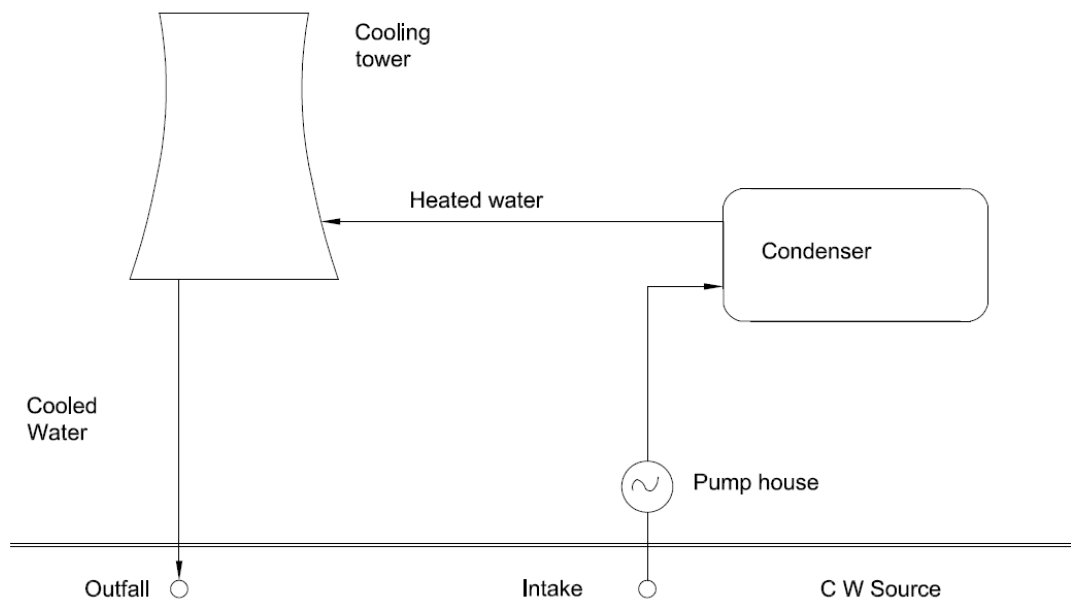 Cooling
tower
Heated water
Condenser
Cooled
Water
Pump house
Outfall
Intake
C W Source